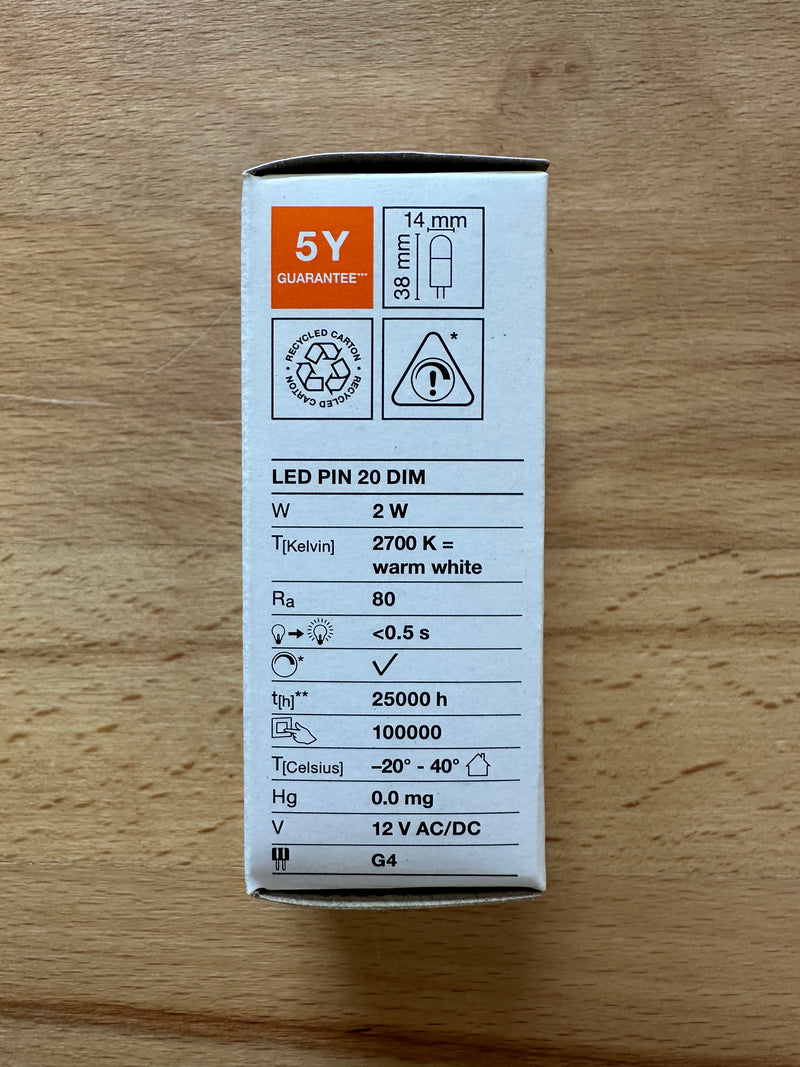 5Y
GUARANTEE***
14 mm
38 mm
RECYCLED CARTON • RECYCLED CARTON •
!
*
LED PIN 20 DIM
W 2 W
T[Kelvin] 2700 K =
warm white
Ra 80
<0.5 s
* ✓
t[h]** 25000 h
100000
T[Celsius] –20° - 40°
Hg 0.0 mg
V 12 V AC/DC
G4